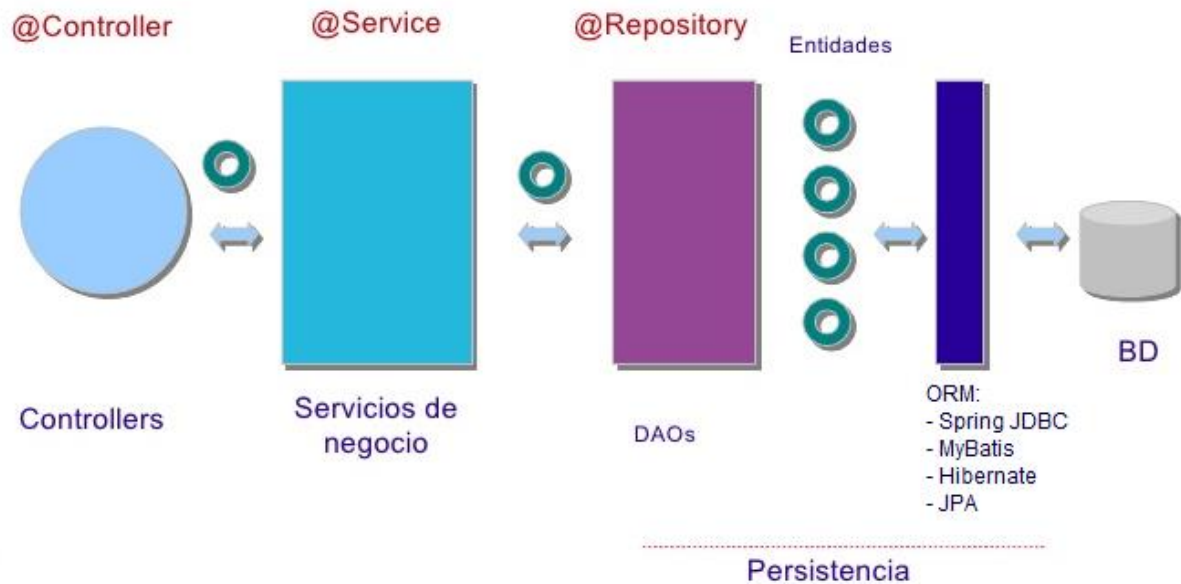 @Controller
@Service
@Repository
Entidades
Controllers
Servicios de
negocio
DAOs
ORM:
- Spring JDBC
- MyBatis
- Hibernate
- JPA
BD
Persistencia